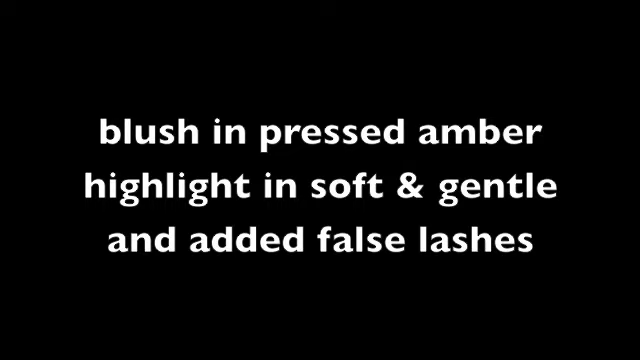 blush in pressed amber
highlight in soft & gentle
and added false lashes